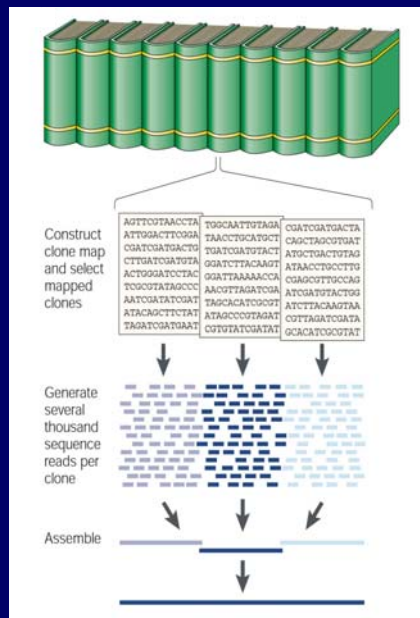 Construct
clone map
and select
mapped
clones
AGTTCGTAACCTA
ATTGGACTTCGGA
CGATCGATGACTG
CTTGATCGATGTA
ACTGGGATCCTAC
TCGCGTATAGCCC
AATCGATATCGAT
ATACAGCTTCTAT
TAGATCGATGAAT
TGGCAATTGTAGA
TAACCTGCATGCT
TGATCGATGTACT
GGATCTTACAAGT
GGATTAAAAACCA
AACGTTAGATCGA
TAGCACATCGCGT
ATAGCCCGTAGAT
CGTGTATCGATAT
CGATCGATGACTA
CAGCTAGCGTGAT
ATGCTGACTGTAG
ATAACCTGCCTTG
CGAGCGTTGCCAG
ATCGATGTACTGG
ATCTTACAAGTAA
CGTTAGATCGATA
GCACATCGCGTAT
Generate
several
thousand
sequence
reads per
clone
Assemble